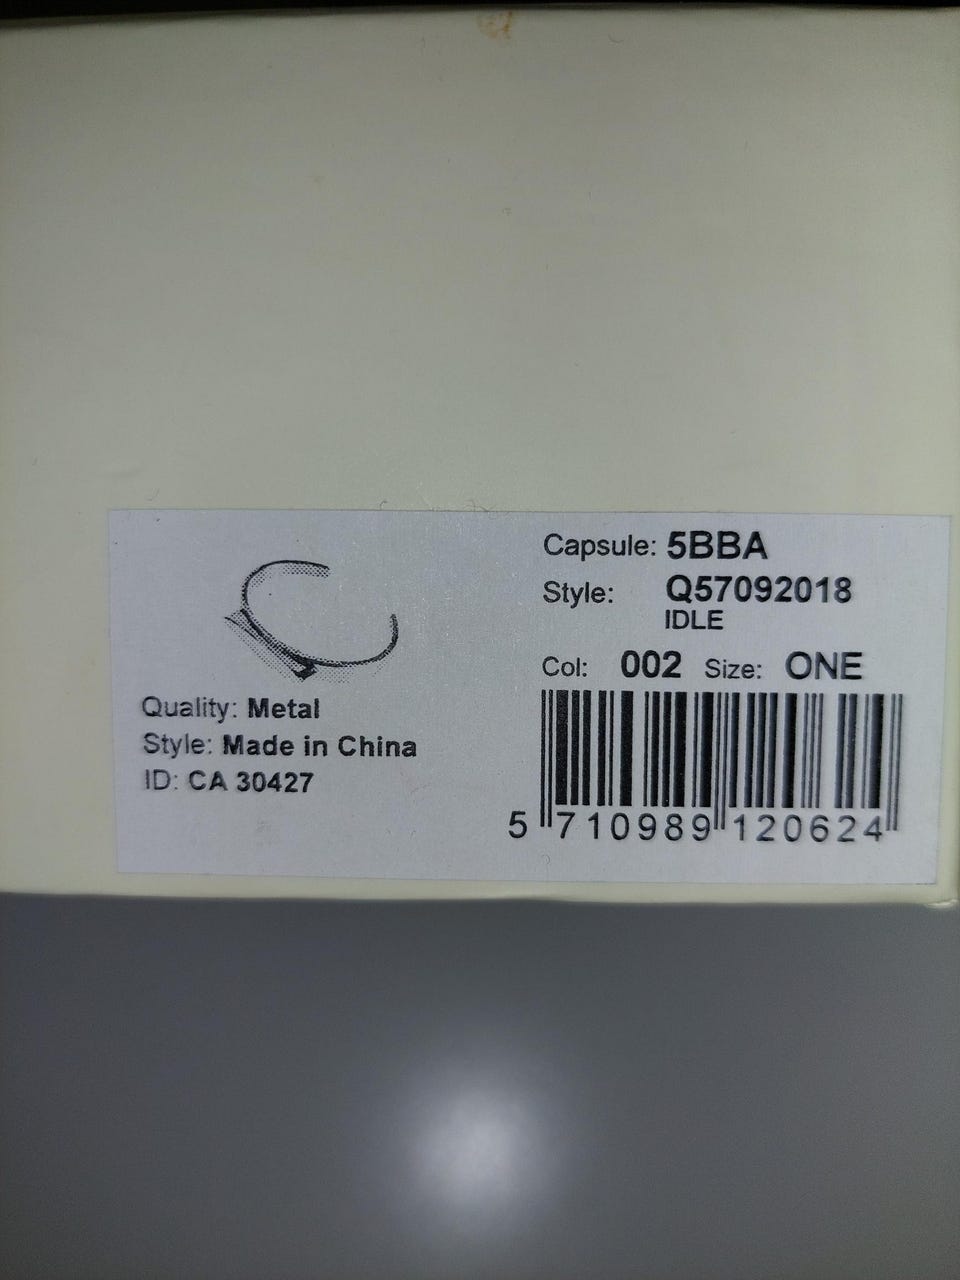 Capsule: 5BBA
Style: Q57092018
IDLE
Col: 002 Size: ONE
Quality: Metal
Style: Made in China
ID: CA 30427
5 710989 120624